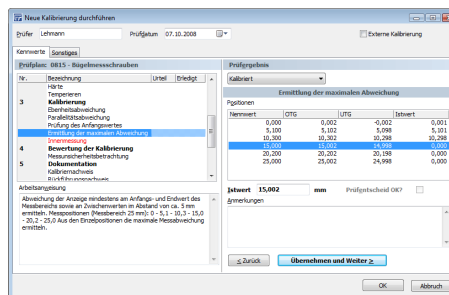 Neue Kalibrierung durchführen
Prüfer Lehmann Prüfdatum 07.10.2008 Externe Kalibrierung
Kennwerte Sonstiges
Prüfplan: DB15 - Bügelmessschrauben
Nr. Bezeichnung Urteil Erledigt
Härte
Temperieren
3 Kalibrierung
Ebenheitsabweichung
Parallelitätsabweichung
Prüfung des Anfangswertes
Ermittlung der maximalen Abweichung
Innenmessung
4 Bewertung der Kalibrierung
Messunsicherheitsbetrachtung
5 Dokumentation
Kalibriernachweis
Rückführungsnachweis
Arbeitsanweisung
Abweichung der Anzeige mindestens am Anfangs- und Endwert des
Messbereichs sowie an Zwischenwerten im Abstand von ca. 5 mm
ermitteln. Messpositionen (Messbereich 25 mm): 0 - 5,1 - 10,3 - 15,0
- 20,2 - 25,0 Aus den Einzelpositionen die maximale Messabweichung
ermitteln.
Prüfergebnis
Kalibriert
Ermittlung der maximalen Abweichung
Positionen
Nennwert OTG UTG Istwert
0,000 0,002 -0,002 0,001
5,100 5,102 5,098 5,101
10,300 10,302 10,298 10,298
15,000 15,002 14,998 0,000
20,200 20,202 20,198 0,000
25,000 25,002 24,998 0,000
Istwert 15,002 mm Prüfentscheid OK?
Anmerkungen
< Zurück Übernehmen und Weiter >
OK Abbruch